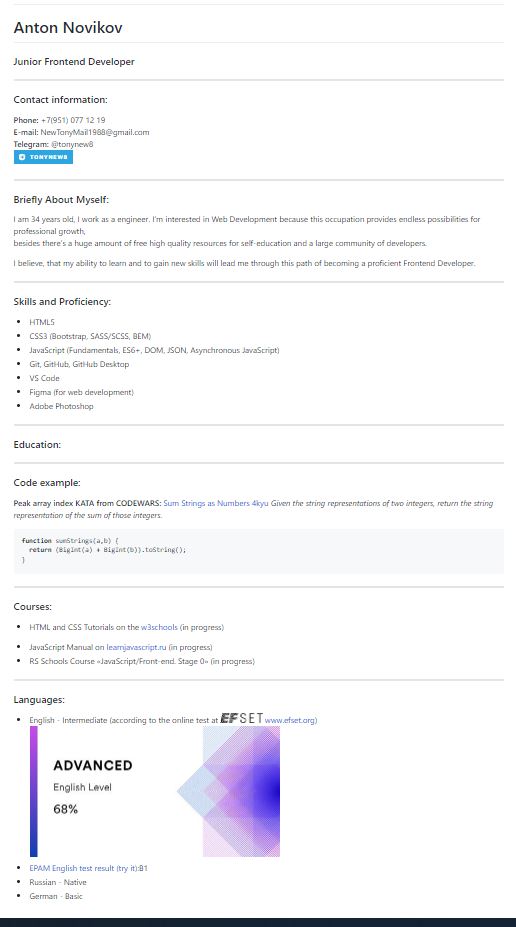 Anton Novikov
Junior Frontend Developer
Contact information:
Phone: +7(951) 077 12 19
E-mail: NewTonyMail1988@gmail.com
Telegram: @tonynew8
TONYNEW8
Briefly About Myself:
I am 34 years old, I work as a engineer. I'm interested in Web Development because this occupation provides endless possibilities for
professional growth,
besides there's a huge amount of free high quality resources for self-education and a large community of developers.
I believe, that my ability to learn and to gain new skills will lead me through this path of becoming a proficient Frontend Developer.
Skills and Proficiency:
HTML5
CSS3 (Bootstrap, SASS/SCSS, BEM)
JavaScript (Fundamentals, ES6+, DOM, JSON, Asynchronous JavaScript)
Git, GitHub, GitHub Desktop
VS Code
Figma (for web development)
Adobe Photoshop
Education:
Code example:
Peak array index KATA from CODEWARS: Sum Strings as Numbers 4kyu Given the string representations of two integers, return the string
representation of the sum of those integers.
function sumStrings(a,b) {
return (BigInt(a) + BigInt(b)).toString();
}
Courses:
HTML and CSS Tutorials on the w3schools (in progress)
JavaScript Manual on learnjavascript.ru (in progress)
RS Schools Course «JavaScript/Front-end. Stage 0» (in progress)
Languages:
English - Intermediate (according to the online test at EFSET www.efset.org)
ADVANCED
English Level
68%
EPAM English test result (try it):B1
Russian - Native
German - Basic